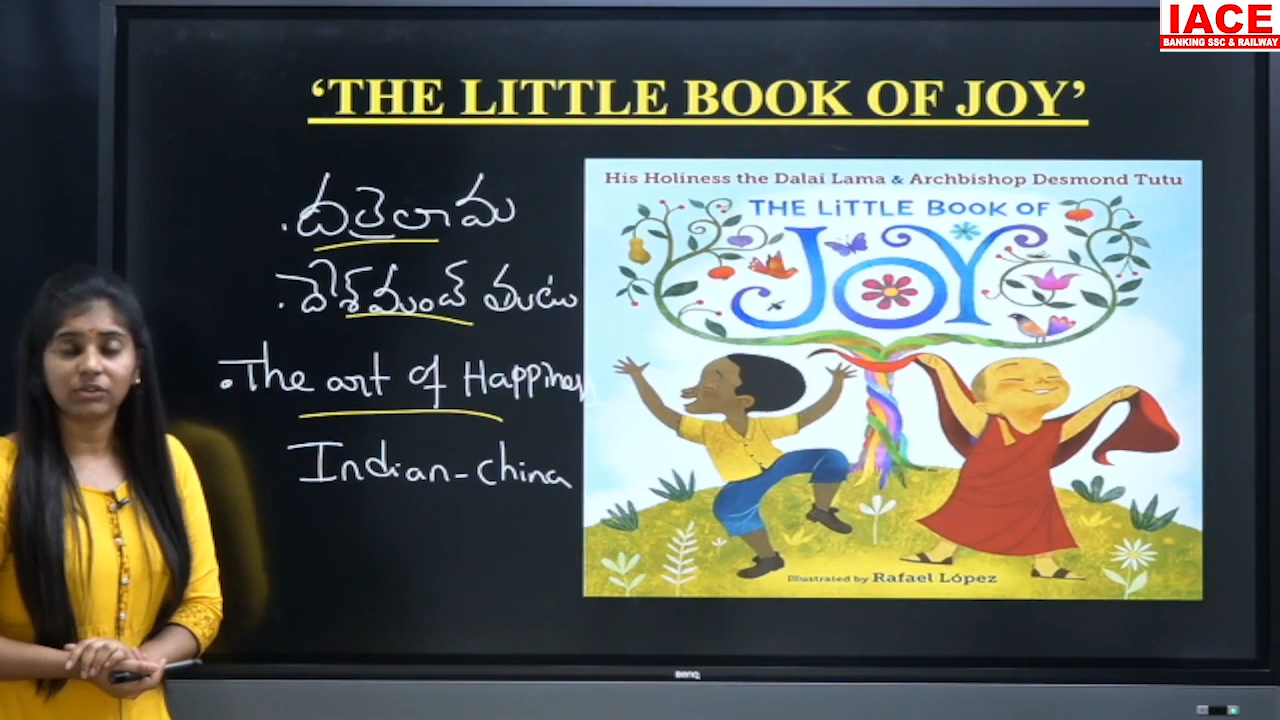 IACE
BANKING SSC & RAILWAY
‘THE LITTLE BOOK OF JOY’
. దలైలామ
. దేశ్మండ్ తుటు
. The art of Happiness
Indian-china
His Holiness the Dalai Lama & Archbishop Desmond Tutu
THE LiTTLE BOOK OF
JOY
Illustrated by Rafael López
BenQ